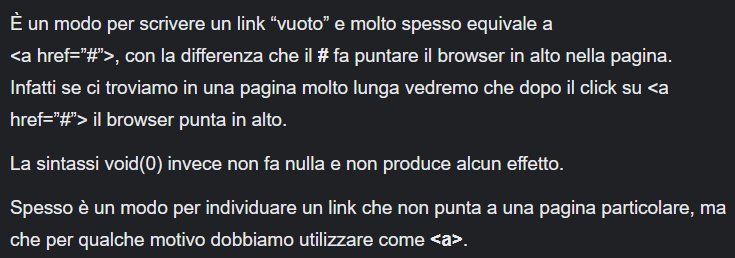 È un modo per scrivere un link “vuoto” e molto spesso equivale a
<a href=”#”>, con la differenza che il # fa puntare il browser in alto nella pagina.
Infatti se ci troviamo in una pagina molto lunga vedremo che dopo il click su <a
href=”#”> il browser punta in alto.
La sintassi void(0) invece non fa nulla e non produce alcun effetto.
Spesso è un modo per individuare un link che non punta a una pagina particolare, ma
che per qualche motivo dobbiamo utilizzare come <a>.